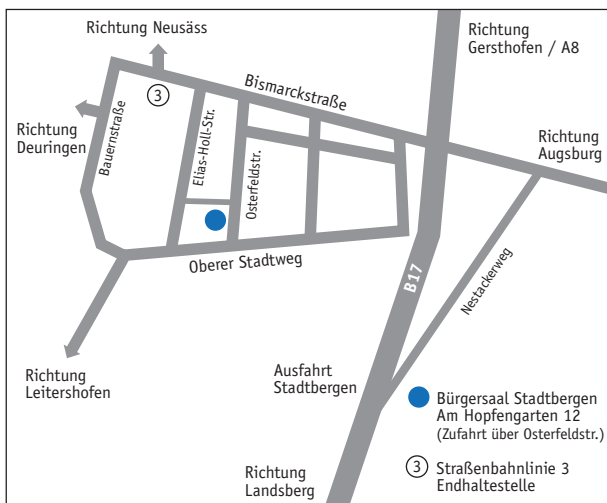 Richtung Neusäss
Richtung
Gersthofen / A8
3
Bismarckstraße
Richtung
Deuringen
Bauernstraße
Elias-Holl-Str.
Osterfeldstr.
Richtung
Augsburg
Oberer Stadtweg
B17
Nestackerweg
Richtung
Leitershofen
Ausfahrt
Stadtbergen
Bürgersaal Stadtbergen
Am Hopfengarten 12
(Zufahrt über Osterfeldstr.)
3 Straßenbahnlinie 3
Endhaltestelle
Richtung
Landsberg